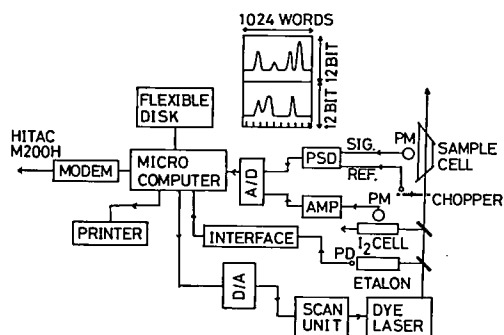 1024 WORDS
12 BIT
12 BIT
FLEXIBLE
DISK
HITAC
M200H
MODEM
MICRO
COMPUTER
PRINTER
A/D
PSD
SIG.
REF.
PM
SAMPLE
CELL
CHOPPER
AMP
PM
I2 CELL
INTERFACE
PD
ETALON
D/A
SCAN
UNIT
DYE
LASER